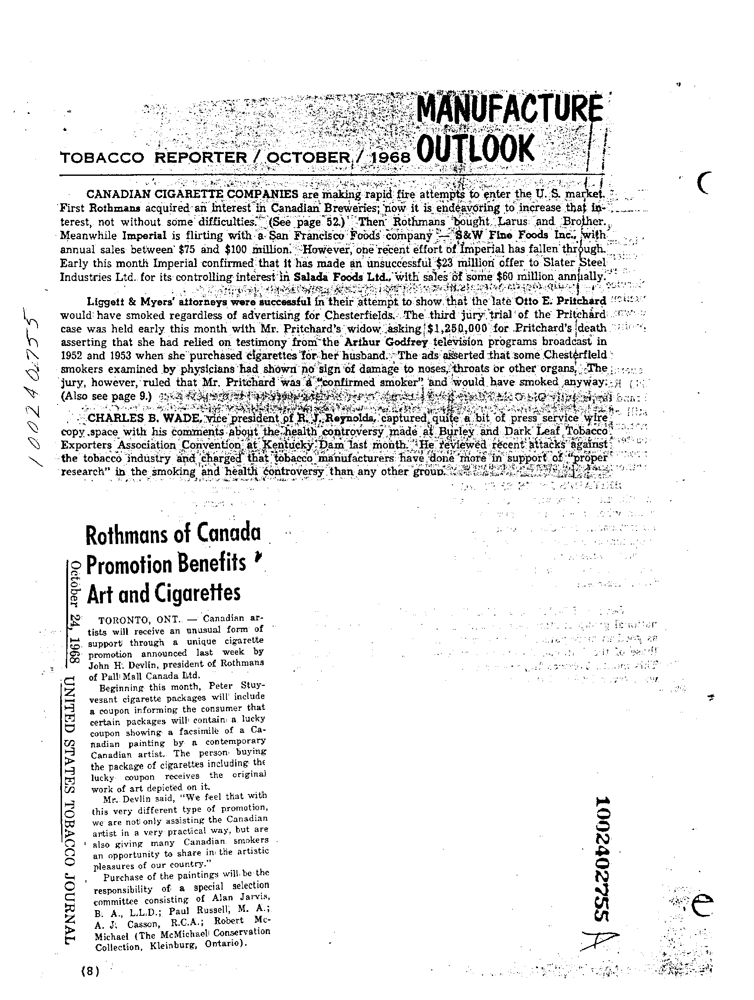 MANUFACTURE
TOBACCO REPORTER / OCTOBER / 1968 OUTLOOK
CANADIAN CIGARETTE COMPANIES are making rapid fire attempts to enter the U. S. market.
First Rothmans acquired an interest in Canadian Breweries; now it is endeavoring to increase that in-
terest, not without some difficulties. (See page 52.) Then Rothmans bought Larus and Brother.
Meanwhile Imperial is flirting with a San Francisco Foods company — S&W Fine Foods Inc., with
annual sales between $75 and $100 million. However, one recent effort of Imperial has fallen through.
Early this month Imperial confirmed that it has made an unsuccessful $23 million offer to Slater Steel
Industries Ltd. for its controlling interest in Salada Foods Ltd., with sales of some $60 million annually.
Liggett & Myers' attorneys were successful in their attempt to show that the late Otto E. Pritchard
would have smoked regardless of advertising for Chesterfields. The third jury trial of the Pritchard
case was held early this month with Mr. Pritchard's widow asking $1,250,000 for Pritchard's death
asserting that she had relied on testimony from the Arthur Godfrey television programs broadcast in
1952 and 1953 when she purchased cigarettes for her husband. The ads asserted that some Chesterfield
smokers examined by physicians had shown no sign of damage to noses, throats or other organs. The
jury, however, ruled that Mr. Pritchard was a "confirmed smoker" and would have smoked anyway.
(Also see page 9.)
CHARLES B. WADE, vice president of R. J. Reynolds, captured quite a bit of press service wire
copy space with his comments about the health controversy made at Burley and Dark Leaf Tobacco
Exporters Association Convention at Kentucky Dam last month. He reviewed recent attacks against
the tobacco industry and charged that tobacco manufacturers have done more in support of "proper
research" in the smoking and health controversy than any other group.
1002402755
Rothmans of Canada
Promotion Benefits
Art and Cigarettes
TORONTO, ONT. — Canadian ar-
tists will receive an unusual form of
support through a unique cigarette
promotion announced last week by
John H. Devlin, president of Rothmans
of Pall Mall Canada Ltd.
Beginning this month, Peter Stuy-
vesant cigarette packages will include
a coupon informing the consumer that
certain packages will contain a lucky
coupon showing a facsimile of a Ca-
nadian painting by a contemporary
Canadian artist. The person buying
the package of cigarettes including the
lucky coupon receives the original
work of art depicted on it.
Mr. Devlin said, "We feel that with
this very different type of promotion,
we are not only assisting the Canadian
artist in a very practical way, but are
also giving many Canadian smokers
an opportunity to share in the artistic
pleasures of our country."
Purchase of the paintings will be the
responsibility of a special selection
committee consisting of Alan Jarvis,
B. A., L.L.D.; Paul Russell, M. A.;
A. J. Casson, R.C.A.; Robert Mc-
Michael (The McMichael Conservation
Collection, Kleinburg, Ontario).
October 24, 1968 UNITED STATES TOBACCO JOURNAL
(8)
1002402755 A
e